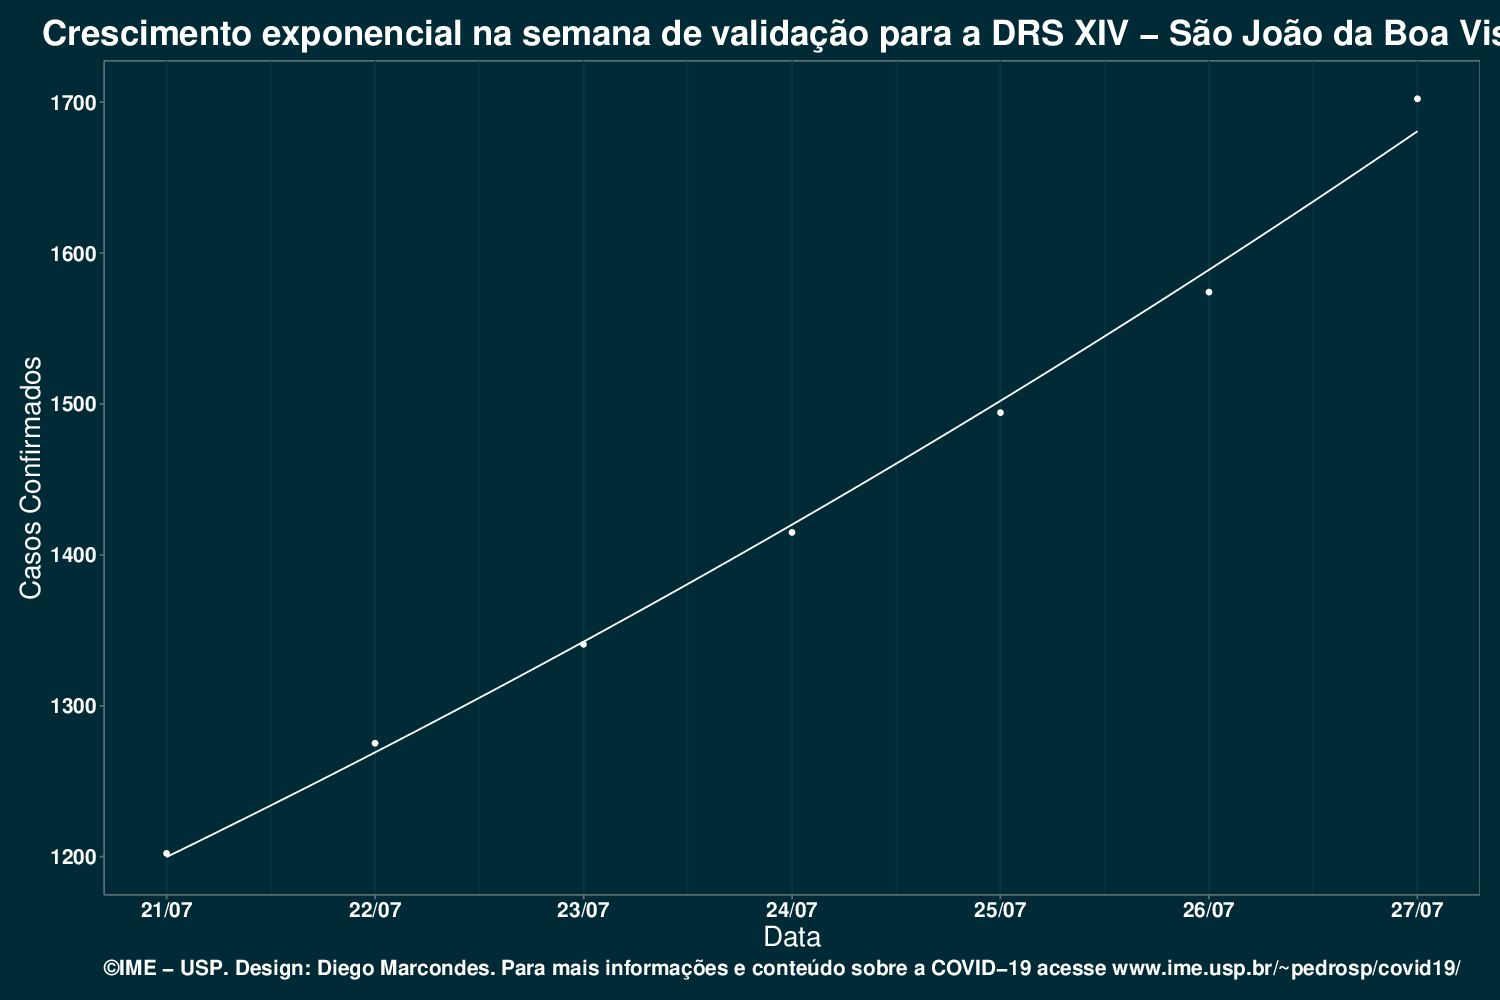 Crescimento exponencial na semana de validação para a DRS XIV – São João da Boa Vis
1700
1600
1500
1400
1300
1200
Casos Confirmados
21/07 22/07 23/07 24/07 25/07 26/07 27/07
Data
©IME – USP. Design: Diego Marcondes. Para mais informações e conteúdo sobre a COVID–19 acesse www.ime.usp.br/~pedrosp/covid19/